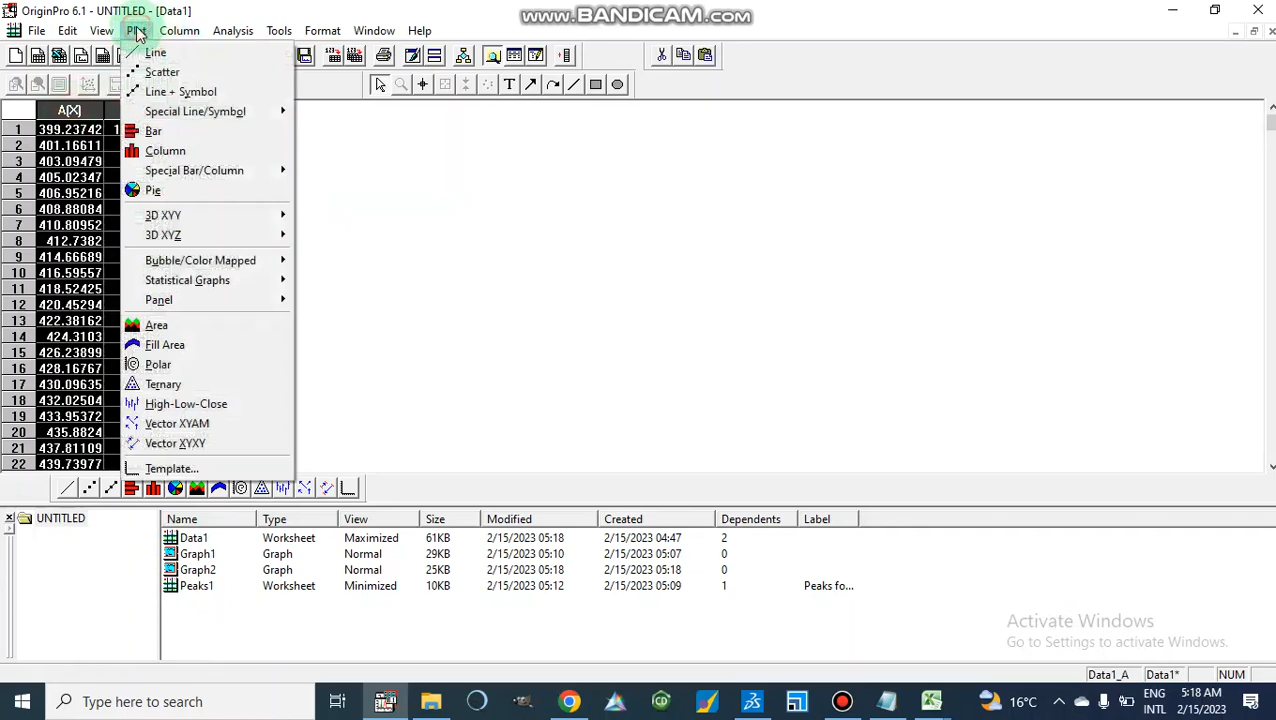 OriginPro 6.1 - UNTITLED - [Data1]
www.BANDICAM.com
File Edit View Plot Column Analysis Tools Format Window Help
Line
Scatter
Line + Symbol
Special Line/Symbol
Bar
Column
Special Bar/Column
Pie
3D XYY
3D XYZ
Bubble/Color Mapped
Statistical Graphs
Panel
Area
Fill Area
Polar
Ternary
High-Low-Close
Vector XYAM
Vector XYXY
Template...
A[X]
1 399.23742 1
2 401.16611
3 403.09479
4 405.02347
5 406.95216
6 408.88084
7 410.80952
8 412.7382
9 414.66689
10 416.59557
11 418.52425
12 420.45294
13 422.38162
14 424.3103
15 426.23899
16 428.16767
17 430.09635
18 432.02504
19 433.95372
20 435.8824
21 437.81109
22 439.73977
UNTITLED
Name Type View Size Modified Created Dependents Label
Data1 Worksheet Maximized 61KB 2/15/2023 05:18 2/15/2023 04:47 2
Graph1 Graph Normal 29KB 2/15/2023 05:10 2/15/2023 05:07 0
Graph2 Graph Normal 25KB 2/15/2023 05:18 2/15/2023 05:18 0
Peaks1 Worksheet Minimized 10KB 2/15/2023 05:12 2/15/2023 05:09 1 Peaks fo...
Activate Windows
Go to Settings to activate Windows.
Data1_A Data1* NUM
Type here to search
16°C
ENG
INTL
5:18 AM
2/15/2023